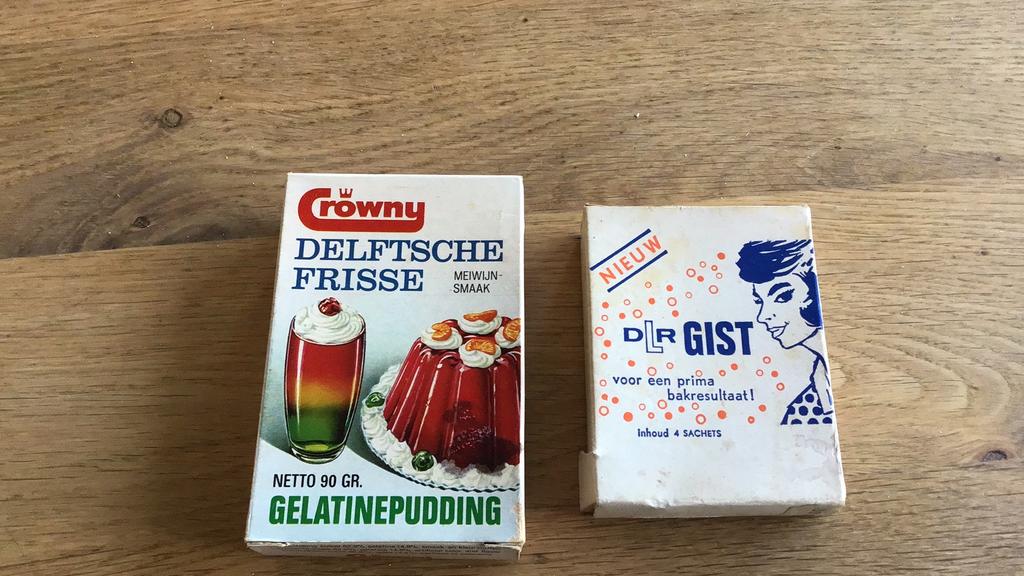 Crowny
DELFTSCHE
FRISSE
MEIWIJN-
SMAAK
NETTO 90 GR.
GELATINEPUDDING
NIEUW
DLR GIST
voor een prima
bakresultaat!
Inhoud 4 SACHETS